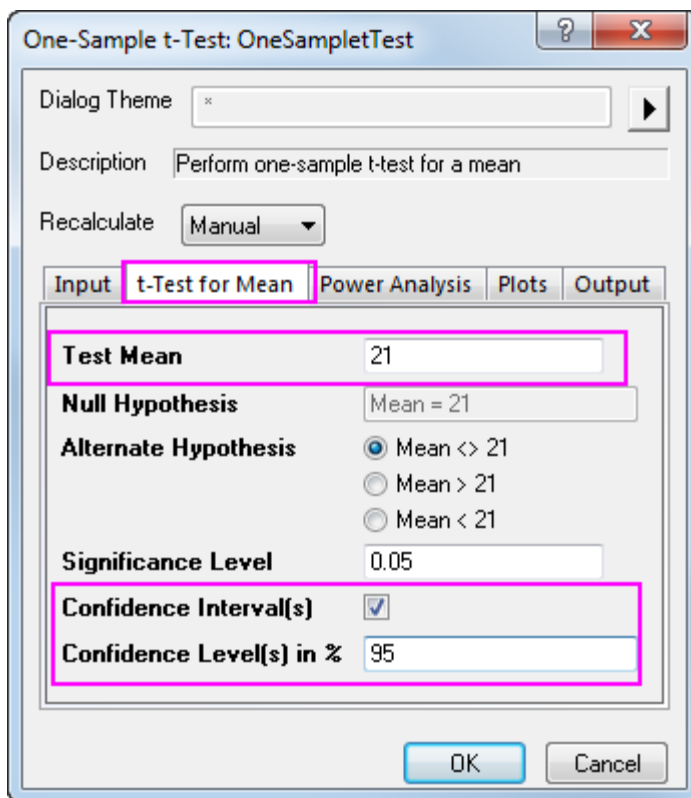 One-Sample t-Test: OneSampletTest
Dialog Theme *
Description Perform one-sample t-test for a mean
Recalculate Manual
Input t-Test for Mean Power Analysis Plots Output
Test Mean 21
Null Hypothesis Mean = 21
Alternate Hypothesis Mean <> 21
Mean > 21
Mean < 21
Significance Level 0.05
Confidence Interval(s)
Confidence Level(s) in % 95
OK Cancel